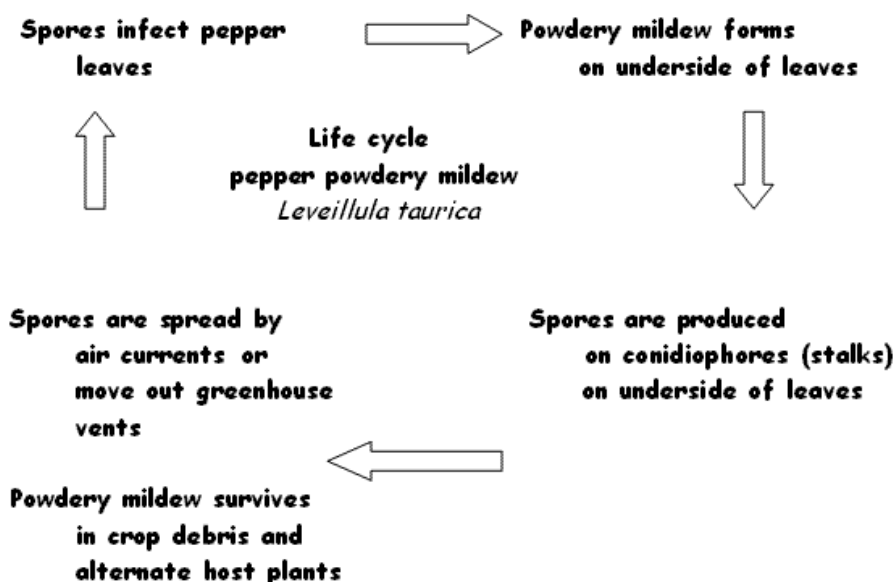 Spores infect pepper
leaves
Powdery mildew forms
on underside of leaves
Life cycle
pepper powdery mildew
Leveillula taurica
Spores are produced
on conidiophores (stalks)
on underside of leaves
Spores are spread by
air currents or
move out greenhouse
vents
Powdery mildew survives
in crop debris and
alternate host plants